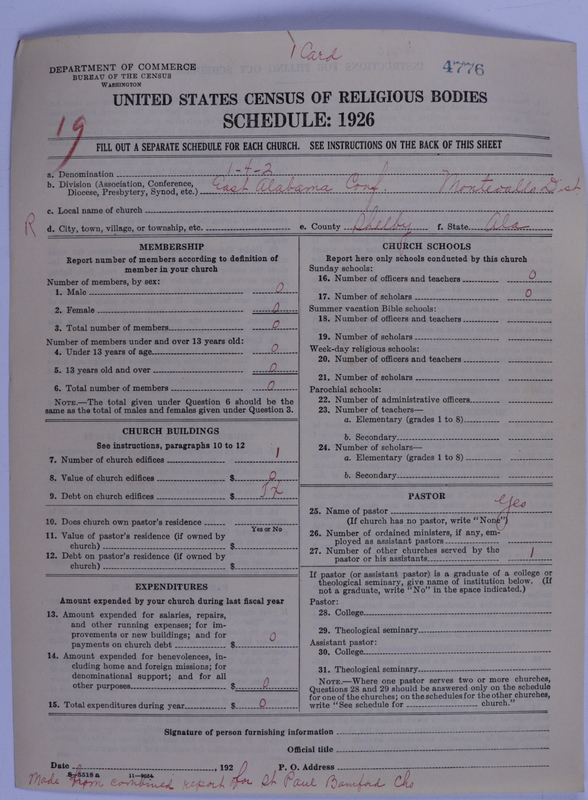 1 Card
4776
DEPARTMENT OF COMMERCE
BUREAU OF THE CENSUS
WASHINGTON
UNITED STATES CENSUS OF RELIGIOUS BODIES
19
SCHEDULE: 1926
FILL OUT A SEPARATE SCHEDULE FOR EACH CHURCH. SEE INSTRUCTIONS ON THE BACK OF THIS SHEET
a. Denomination 1-4-2
b. Division (Association, Conference, Diocese, Presbytery, Synod, etc.) East Alabama Conf. Montevallo Dist
c. Local name of church
R d. City, town, village, or township, etc. e. County Shelby f. State Ala
MEMBERSHIP
Report number of members according to definition of
member in your church
Number of members, by sex:
1. Male 0
2. Female 0
3. Total number of members 0
Number of members under and over 13 years old:
4. Under 13 years of age 0
5. 13 years old and over 0
6. Total number of members 0
NOTE.—The total given under Question 6 should be the
same as the total of males and females given under Question 3.
CHURCH BUILDINGS
See instructions, paragraphs 10 to 12
7. Number of church edifices 1
8. Value of church edifices $ 0
9. Debt on church edifices $
10. Does church own pastor's residence
Yes or No
11. Value of pastor's residence (if owned by
church) $
12. Debt on pastor's residence (if owned by
church) $
EXPENDITURES
Amount expended by your church during last fiscal year
13. Amount expended for salaries, repairs,
and other running expenses; for im-
provements or new buildings; and for
payments on church debt $ 0
14. Amount expended for benevolences, in-
cluding home and foreign missions; for
denominational support; and for all
other purposes $ 0
15. Total expenditures during year $ 0
CHURCH SCHOOLS
Report here only schools conducted by this church
Sunday schools:
16. Number of officers and teachers 0
17. Number of scholars 0
Summer vacation Bible schools:
18. Number of officers and teachers
19. Number of scholars
Week-day religious schools:
20. Number of officers and teachers
21. Number of scholars
Parochial schools:
22. Number of administrative officers
23. Number of teachers—
a. Elementary (grades 1 to 8)
b. Secondary
24. Number of scholars—
a. Elementary (grades 1 to 8)
b. Secondary
PASTOR
25. Name of pastor yes
(If church has no pastor, write "None")
26. Number of ordained ministers, if any, em-
ployed as assistant pastors
27. Number of other churches served by the
pastor or his assistants 1
If pastor (or assistant pastor) is a graduate of a college or
theological seminary, give name of institution below. (If
not a graduate, write "No" in the space indicated.)
Pastor:
28. College
29. Theological seminary
Assistant pastor:
30. College
31. Theological seminary
NOTE.—Where one pastor serves two or more churches,
Questions 28 and 29 should be answered only on the schedule
for one of the churches; on the schedules for the other churches,
write "See schedule for church."
Signature of person furnishing information
Official title
Date , 192 P. O. Address
8-5518 a 11-9554
Made from combined report for St Paul Bamford Chs